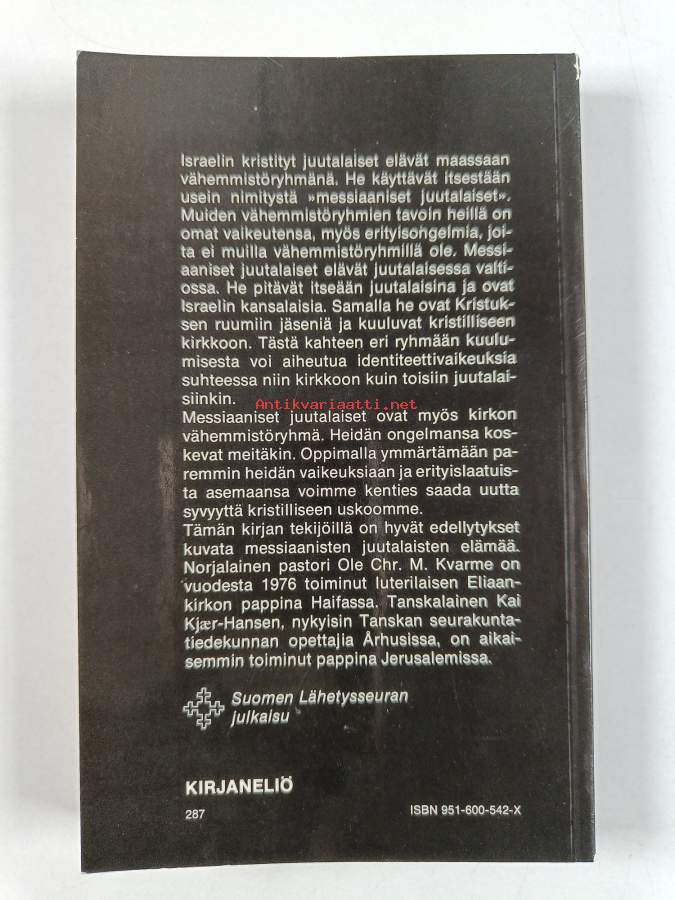 Israelin kristityt juutalaiset elävät maassaan
vähemmistöryhmänä. He käyttävät itsestään
usein nimitystä »messiaaniset juutalaiset».
Muiden vähemmistöryhmien tavoin heillä on
omat vaikeutensa, myös erityisongelmia, joi-
ta ei muilla vähemmistöryhmillä ole. Messi-
aaniset juutalaiset elävät juutalaisessa valti-
ossa. He pitävät itseään juutalaisina ja ovat
Israelin kansalaisia. Samalla he ovat Kristuk-
sen ruumiin jäseniä ja kuuluvat kristilliseen
kirkkoon. Tästä kahteen eri ryhmään kuulu-
misesta voi aiheutua identiteettivaikeuksia
suhteessa niin kirkkoon kuin toisiin juutalai-
siinkin.
Antikvariaatti.net
Messiaaniset juutalaiset ovat myös kirkon
vähemmistöryhmä. Heidän ongelmansa kos-
kevat meitäkin. Oppimalla ymmärtämään pa-
remmin heidän vaikeuksiaan ja erityislaatuis-
ta asemaansa voimme kenties saada uutta
syvyyttä kristilliseen uskoomme.
Tämän kirjan tekijöillä on hyvät edellytykset
kuvata messiaanisten juutalaisten elämää.
Norjalainen pastori Ole Chr. M. Kvarme on
vuodesta 1976 toiminut luterilaisen Eliaan-
kirkon pappina Haifassa. Tanskalainen Kai
Kjær-Hansen, nykyisin Tanskan seurakunta-
tiedekunnan opettajia Århusissa, on aikai-
semmin toiminut pappina Jerusalemissa.
Suomen Lähetysseuran
julkaisu
KIRJANELIÖ
287 ISBN 951-600-542-X